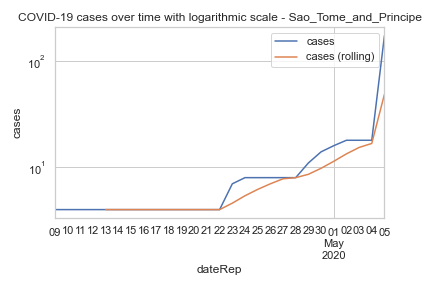 COVID-19 cases over time with logarithmic scale - Sao_Tome_and_Principe
cases
cases (rolling)
10²
10¹
cases
09 10 11 12 13 14 15 16 17 18 19 20 21 22 23 24 25 26 27 28 29 30 01 02 03 04 05
May
2020
dateRep